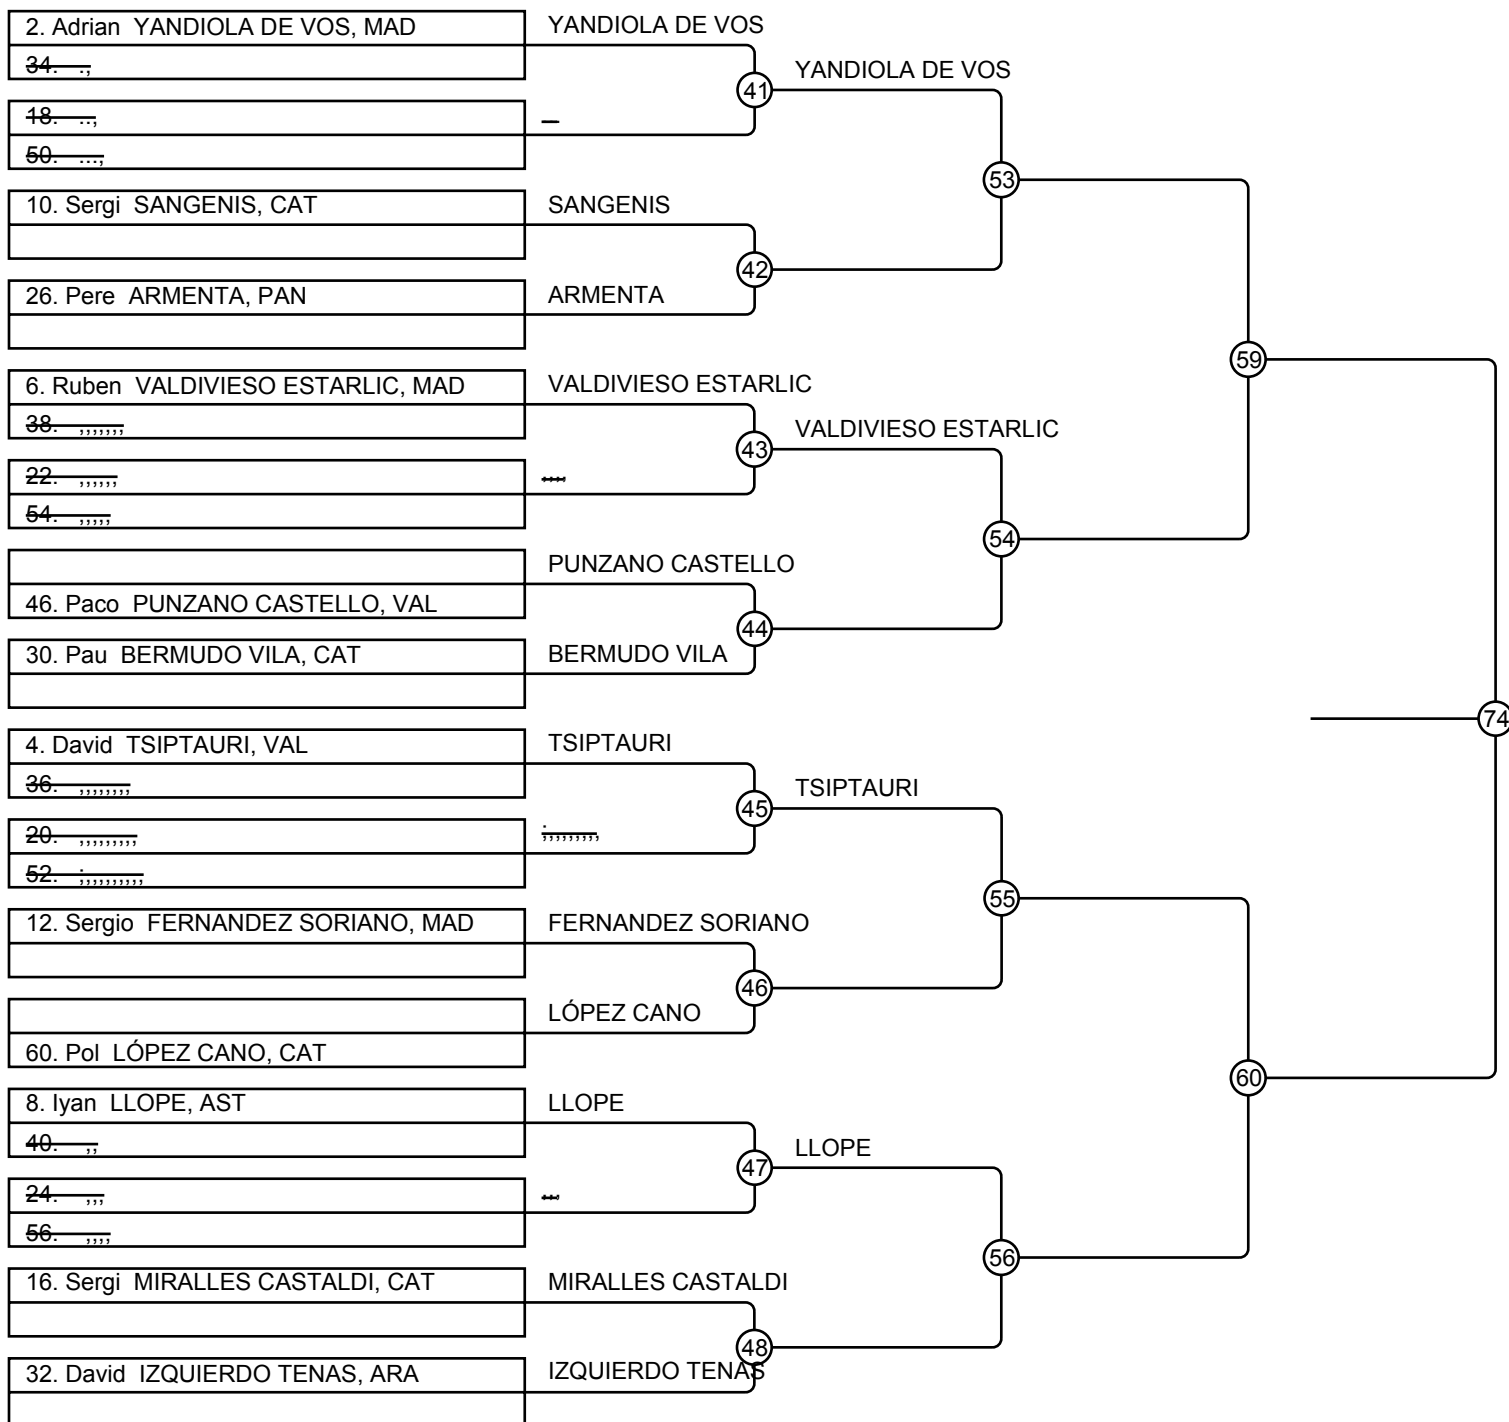 2. Adrian YANDIOLA DE VOS, MAD
YANDIOLA DE VOS
34. .,
YANDIOLA DE VOS
41
18. ..,
50. ...,
53
10. Sergi SANGENIS, CAT
SANGENIS
42
26. Pere ARMENTA, PAN
ARMENTA
59
6. Ruben VALDIVIESO ESTARLIC, MAD
VALDIVIESO ESTARLIC
38. ,,,,,,,
VALDIVIESO ESTARLIC
43
22. ,,,,,,
54. ,,,,,
54
PUNZANO CASTELLO
46. Paco PUNZANO CASTELLO, VAL
44
30. Pau BERMUDO VILA, CAT
BERMUDO VILA
74
4. David TSIPTAURI, VAL
TSIPTAURI
36. ,,,,,,,,
TSIPTAURI
45
20. ,,,,,,,,,
;,,,,,,,,,
52. ;,,,,,,,,,
55
12. Sergio FERNANDEZ SORIANO, MAD
FERNANDEZ SORIANO
46
LÓPEZ CANO
60. Pol LÓPEZ CANO, CAT
60
8. Iyan LLOPE, AST
LLOPE
40. ,,
LLOPE
47
24. ,,,
56. ,,,,
56
16. Sergi MIRALLES CASTALDI, CAT
MIRALLES CASTALDI
48
32. David IZQUIERDO TENAS, ARA
IZQUIERDO TENAS